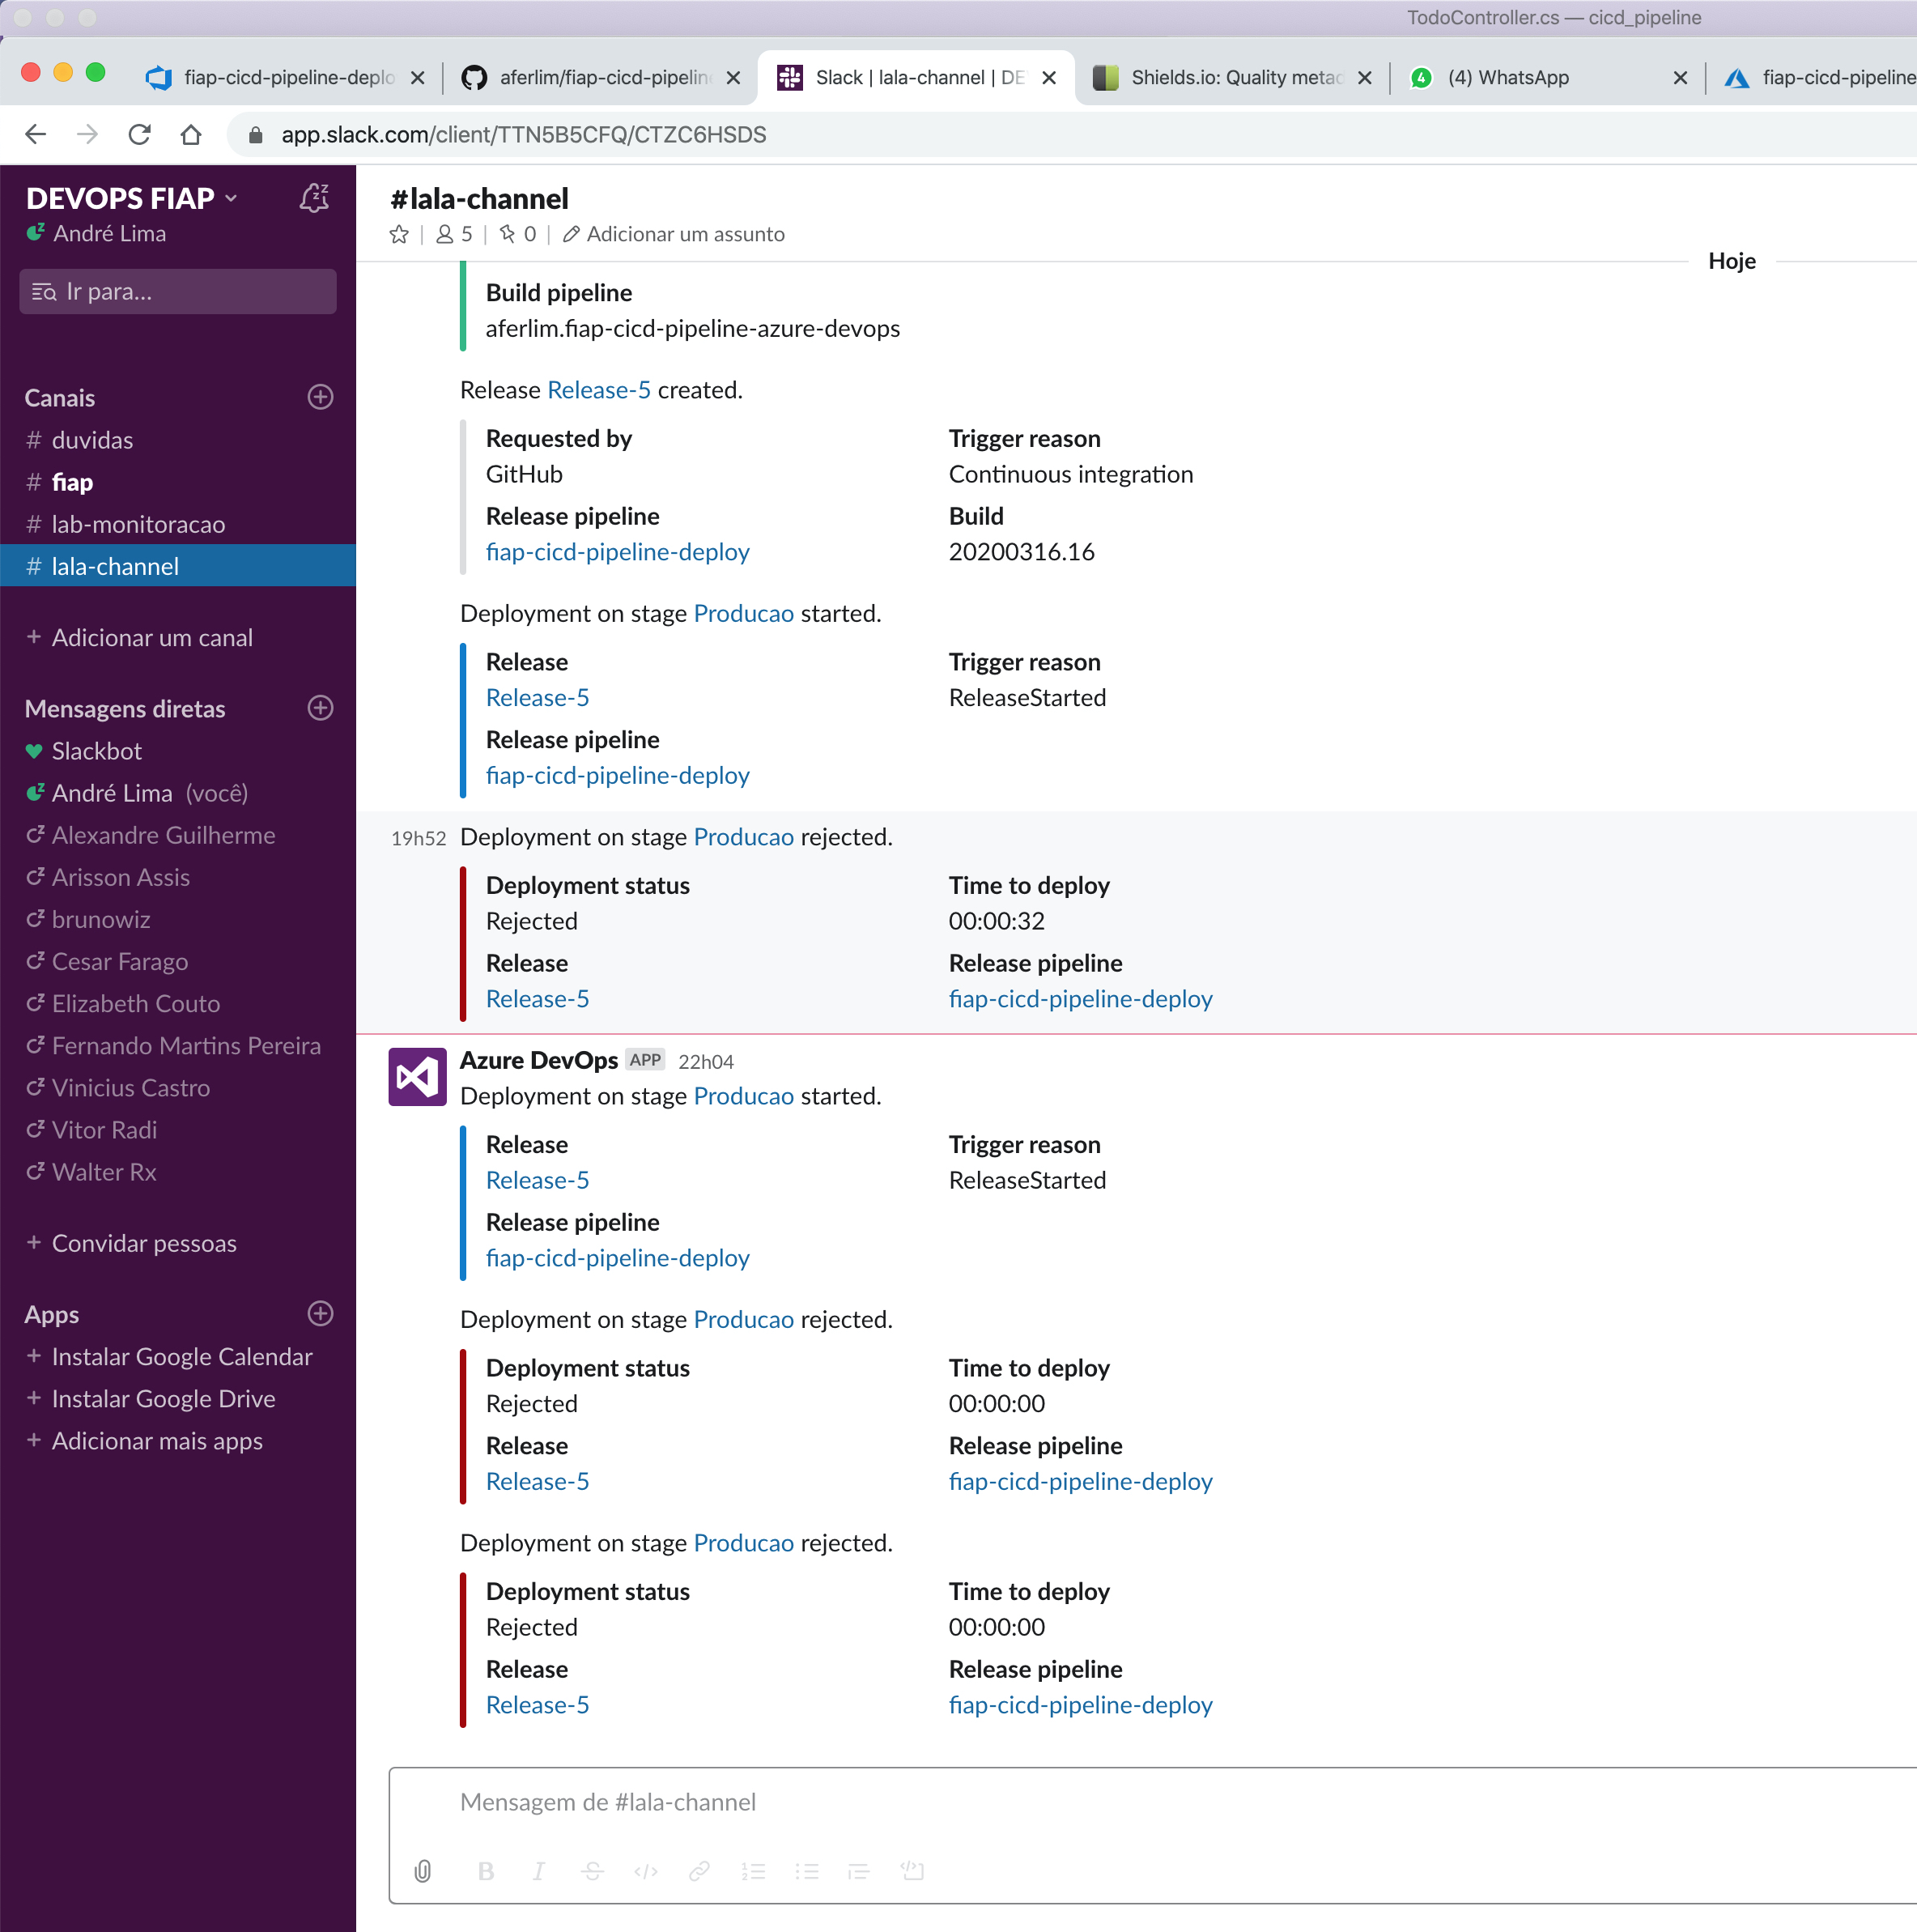 TodoController.cs — cicd_pipeline
fiap-cicd-pipeline-deplo
aferlim/fiap-cicd-pipelin
Slack | lala-channel | DE
Shields.io: Quality metad
4 (4) WhatsApp
fiap-cicd-pipeline
app.slack.com/client/TTN5B5CFQ/CTZC6HSDS
DEVOPS FIAP
André Lima
Ir para...
Canais
# duvidas
# fiap
# lab-monitoracao
# lala-channel
+ Adicionar um canal
Mensagens diretas
Slackbot
André Lima (você)
Alexandre Guilherme
Arisson Assis
brunowiz
Cesar Farago
Elizabeth Couto
Fernando Martins Pereira
Vinicius Castro
Vitor Radi
Walter Rx
+ Convidar pessoas
Apps
+ Instalar Google Calendar
+ Instalar Google Drive
+ Adicionar mais apps
#lala-channel
5 | 0 | Adicionar um assunto
Hoje
Build pipeline
aferlim.fiap-cicd-pipeline-azure-devops
Release Release-5 created.
Requested by Trigger reason
GitHub Continuous integration
Release pipeline Build
fiap-cicd-pipeline-deploy 20200316.16
Deployment on stage Producao started.
Release Trigger reason
Release-5 ReleaseStarted
Release pipeline
fiap-cicd-pipeline-deploy
19h52 Deployment on stage Producao rejected.
Deployment status Time to deploy
Rejected 00:00:32
Release Release pipeline
Release-5 fiap-cicd-pipeline-deploy
Azure DevOps APP 22h04
Deployment on stage Producao started.
Release Trigger reason
Release-5 ReleaseStarted
Release pipeline
fiap-cicd-pipeline-deploy
Deployment on stage Producao rejected.
Deployment status Time to deploy
Rejected 00:00:00
Release Release pipeline
Release-5 fiap-cicd-pipeline-deploy
Deployment on stage Producao rejected.
Deployment status Time to deploy
Rejected 00:00:00
Release Release pipeline
Release-5 fiap-cicd-pipeline-deploy
Mensagem de #lala-channel